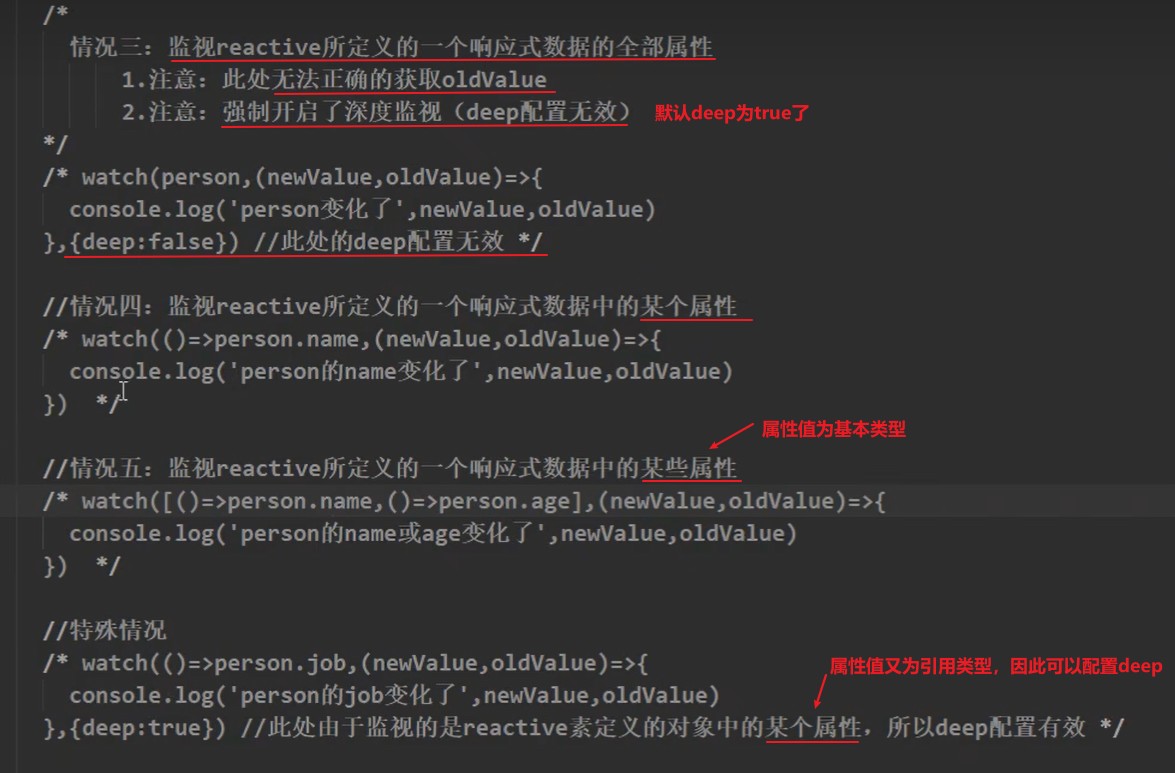 /*
情况三：监视reactive所定义的一个响应式数据的全部属性
1.注意：此处无法正确的获取oldValue
2.注意：强制开启了深度监视（deep配置无效） 默认deep为true了
*/
/* watch(person,(newValue,oldValue)=>{
console.log('person变化了',newValue,oldValue)
},{deep:false}) //此处的deep配置无效 */
//情况四：监视reactive所定义的一个响应式数据中的某个属性
/* watch(()=>person.name,(newValue,oldValue)=>{
console.log('person的name变化了',newValue,oldValue)
})  */
属性值为基本类型
//情况五：监视reactive所定义的一个响应式数据中的某些属性
/* watch([()=>person.name,()=>person.age],(newValue,oldValue)=>{
console.log('person的name或age变化了',newValue,oldValue)
})  */
//特殊情况
/* watch(()=>person.job,(newValue,oldValue)=>{
属性值又为引用类型，因此可以配置deep
console.log('person的job变化了',newValue,oldValue)
},{deep:true}) //此处由于监视的是reactive素定义的对象中的某个属性，所以deep配置有效 */